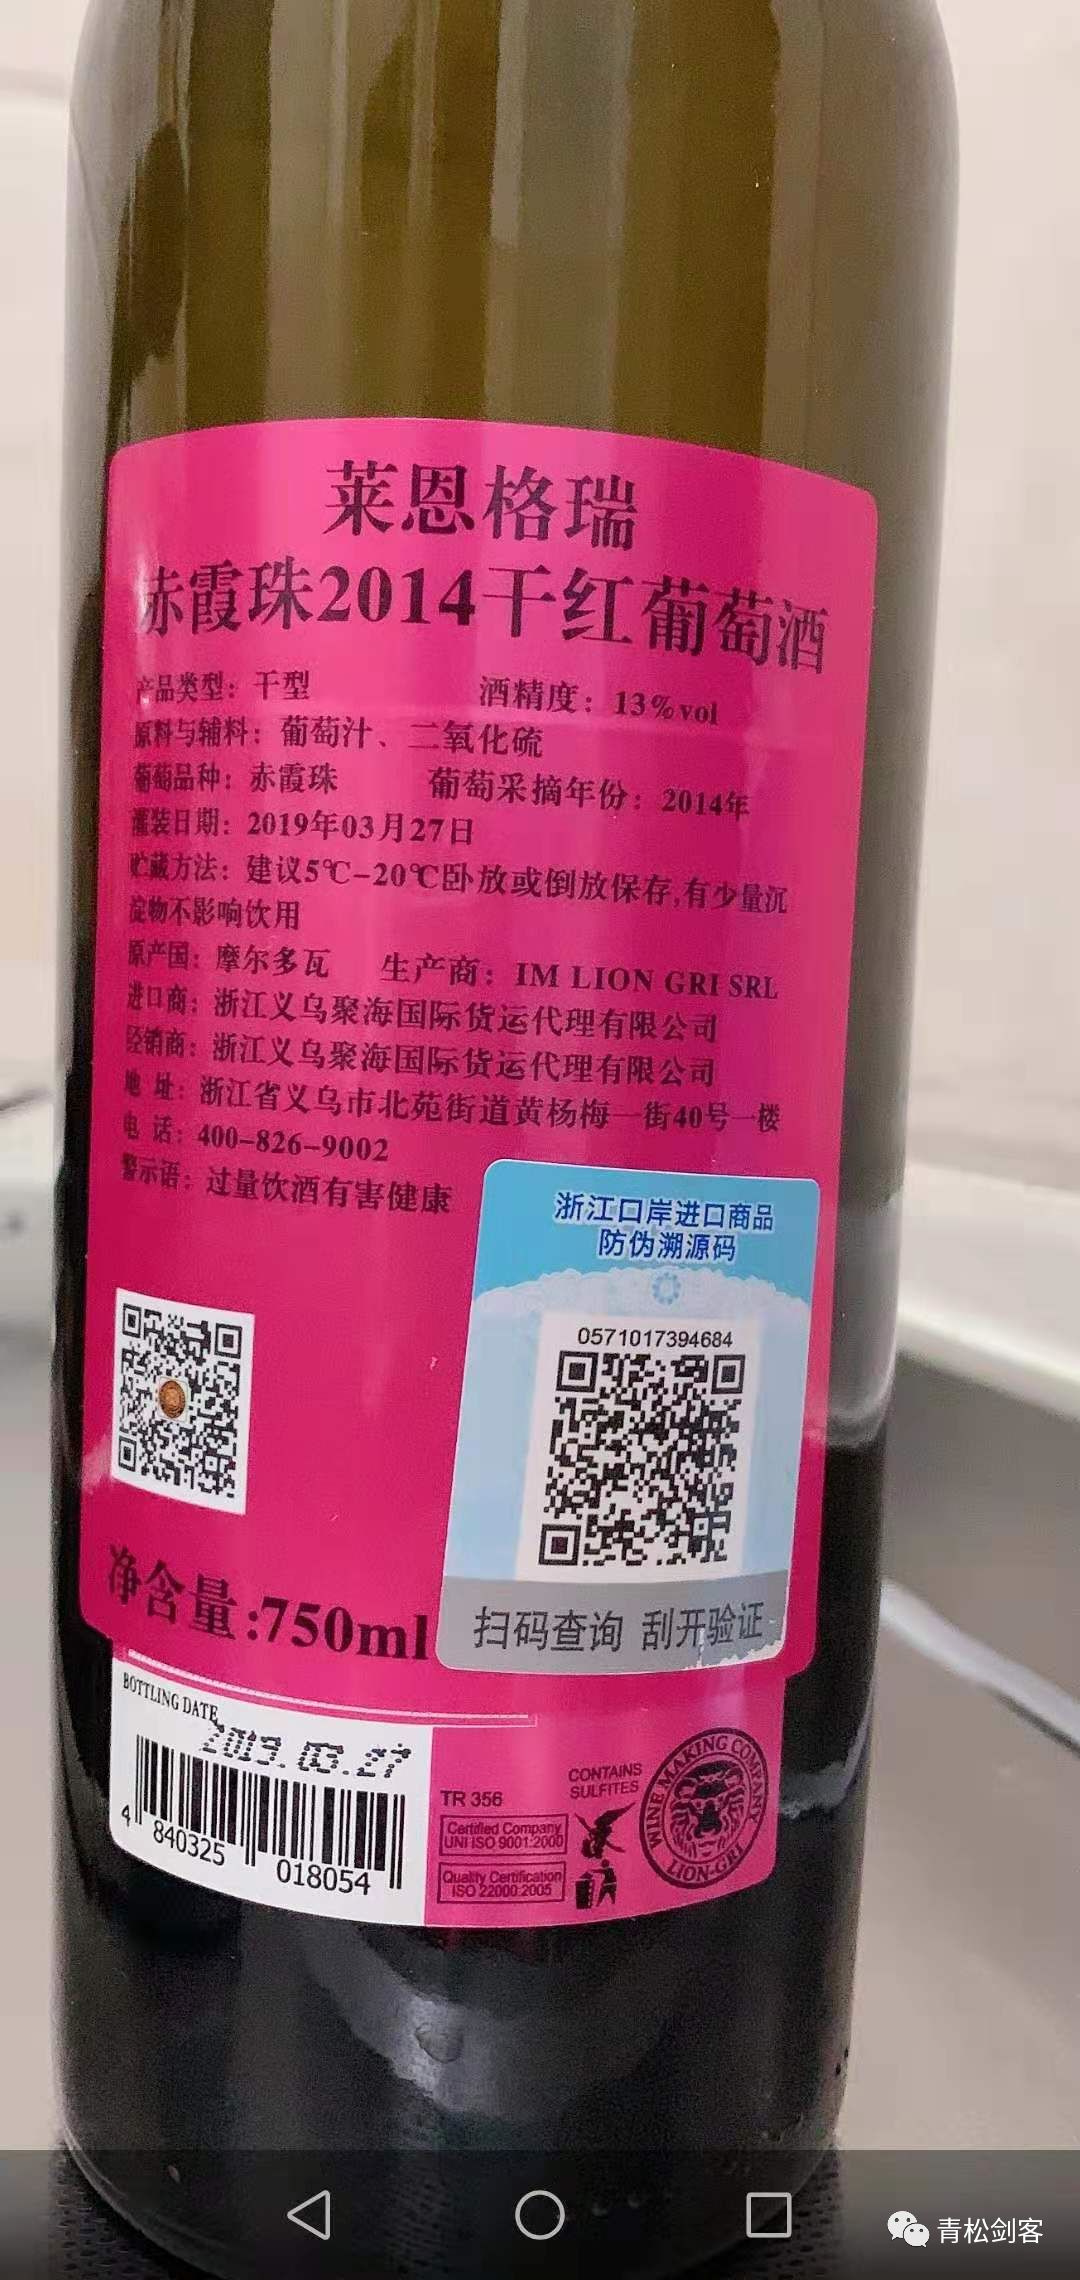 莱恩格瑞
赤霞珠2014干红葡萄酒
产品类型：干型 酒精度：13%vol
原料与辅料：葡萄汁、二氧化硫
葡萄品种：赤霞珠 葡萄采摘年份：2014年
灌装日期：2019年03月27日
贮藏方法：建议5℃-20℃卧放或倒放保存,有少量沉
淀物不影响饮用
原产国：摩尔多瓦 生产商：IM LION GRI SRL
进口商：浙江义乌聚海国际货运代理有限公司
经销商：浙江义乌聚海国际货运代理有限公司
地 址：浙江省义乌市北苑街道黄杨梅一街40号一楼
电 话：400-826-9002
警示语：过量饮酒有害健康
浙江口岸进口商品
防伪溯源码
0571017394684
扫码查询 刮开验证
净含量:750ml
BOTTLING DATE
2019.03.27
4 840325 018054
TR 356
Certified Company
UNI ISO 9001:2000
Quality Certification
ISO 22000:2005
CONTAINS
SULFITES
WINE MAKING COMPANY
LION-GRI
青松剑客